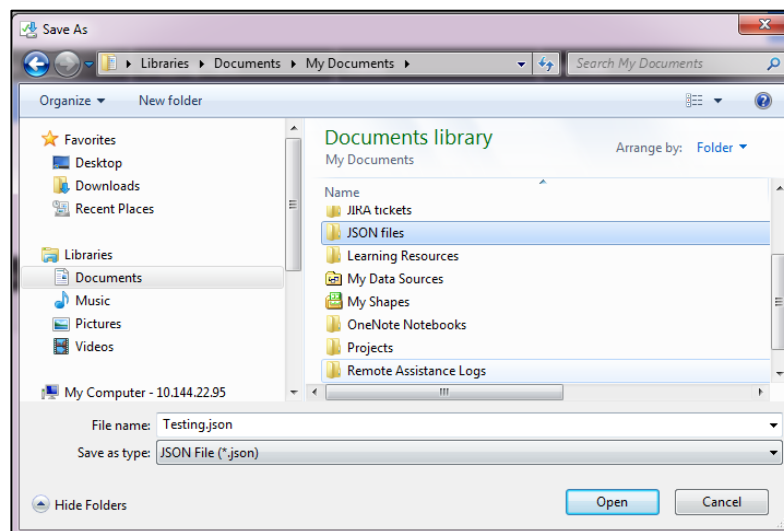 Save As
Libraries Documents My Documents
Search My Documents
Organize
New folder
Favorites
Desktop
Downloads
Recent Places
Libraries
Documents
Music
Pictures
Videos
My Computer - 10.144.22.95
Documents library
My Documents
Arrange by: Folder
Name
JIRA tickets
JSON files
Learning Resources
My Data Sources
My Shapes
OneNote Notebooks
Projects
Remote Assistance Logs
File name: Testing.json
Save as type: JSON File (*.json)
Hide Folders
Open
Cancel